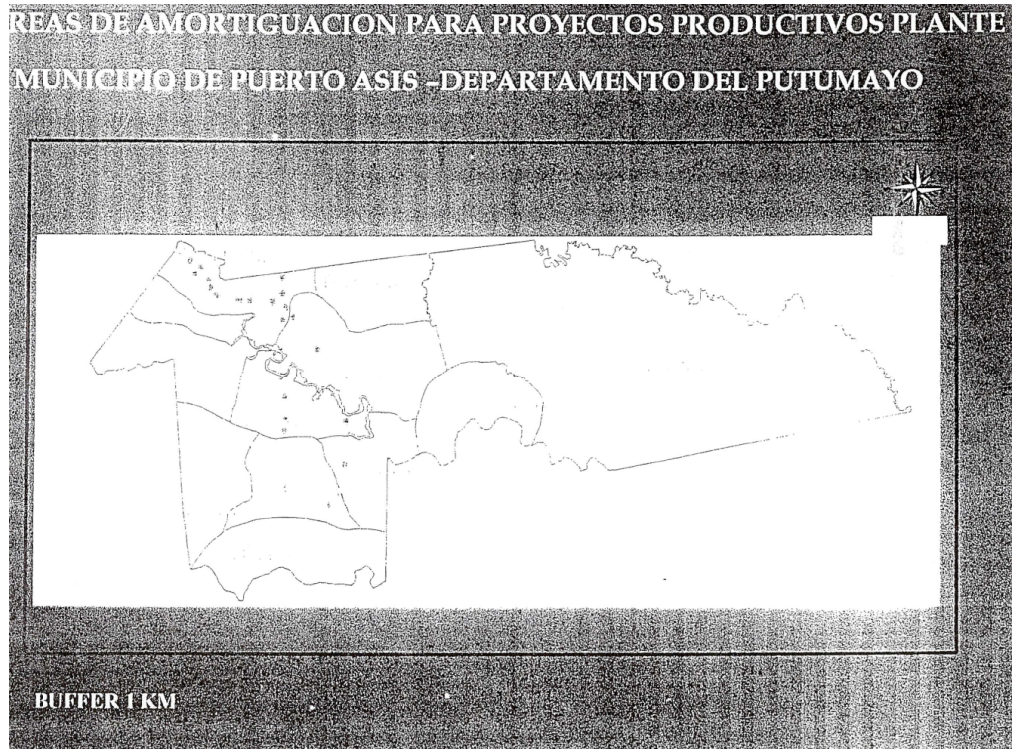 REAS DE AMORTIGUACION PARA PROYECTOS PRODUCTIVOS PLANTE
MUNICIPIO DE PUERTO ASIS –DEPARTAMENTO DEL PUTUMAYO
BUFFER 1 KM